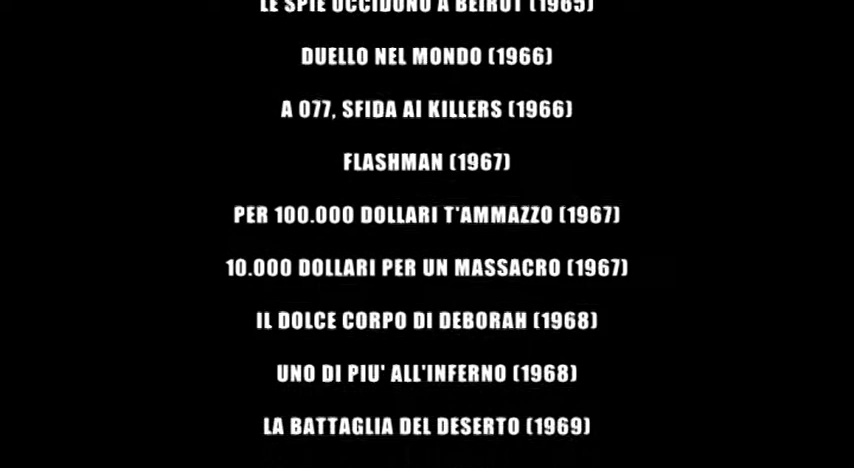 LE SPIE UCCIDONO A BEIRUT (1965)
DUELLO NEL MONDO (1966)
A 077, SFIDA AI KILLERS (1966)
FLASHMAN (1967)
PER 100.000 DOLLARI T'AMMAZZO (1967)
10.000 DOLLARI PER UN MASSACRO (1967)
IL DOLCE CORPO DI DEBORAH (1968)
UNO DI PIU' ALL'INFERNO (1968)
LA BATTAGLIA DEL DESERTO (1969)